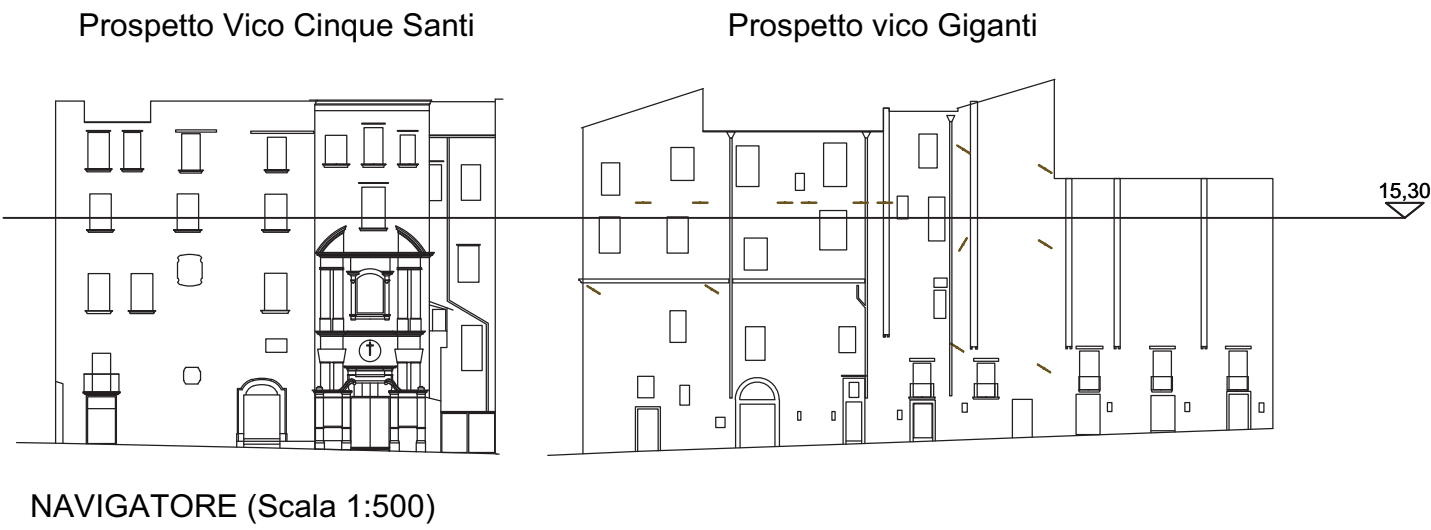 Prospetto Vico Cinque Santi
Prospetto vico Giganti
15,30
NAVIGATORE (Scala 1:500)